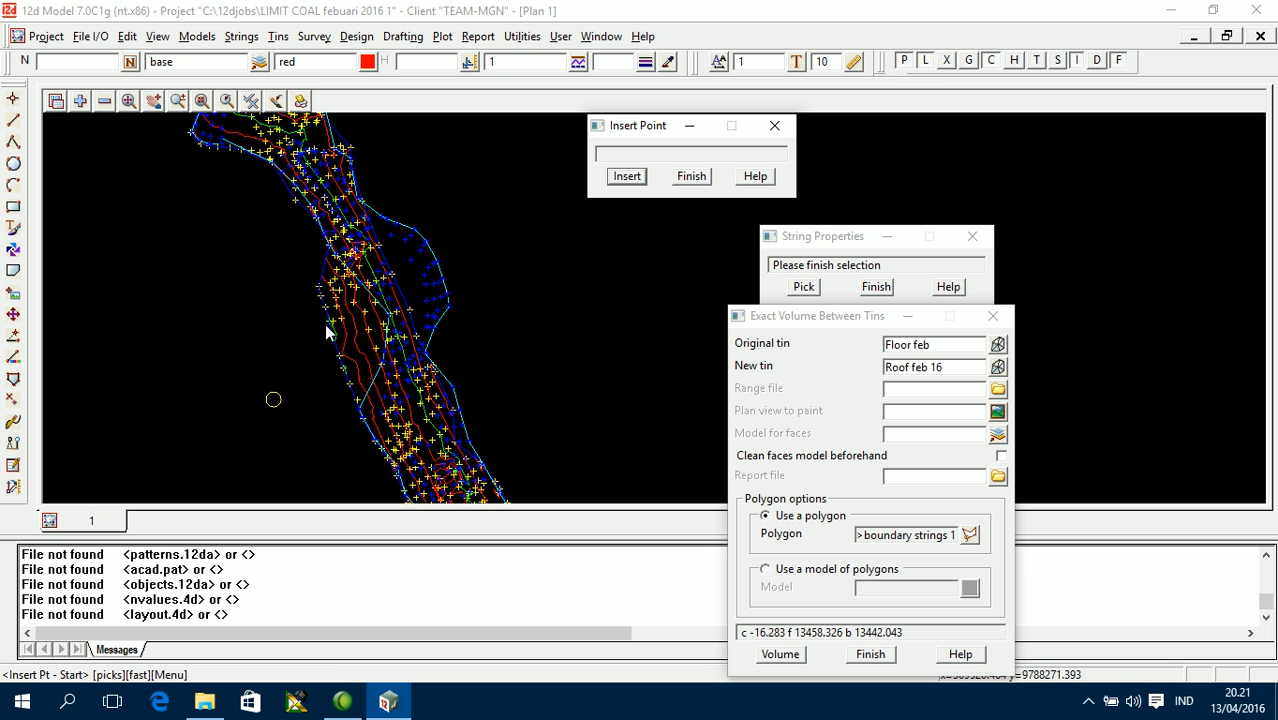 12d Model 7.0C1g (nt.x86) - Project "C:\12djobs\LIMIT COAL febuari 2016 1" - Client "TEAM-MGN" - [Plan 1]
Project File I/O Edit View Models Strings Tins Survey Design Drafting Plot Report Utilities User Window Help
N base red H 1 1 T 10 P L X G C H T S I D F
Insert Point
Insert Finish Help
String Properties
Please finish selection
Pick Finish Help
Exact Volume Between Tins
Original tin Floor feb
New tin Roof feb 16
Range file
Plan view to paint
Model for faces
Clean faces model beforehand
Report file
Polygon options
Use a polygon
Polygon >boundary strings 1
Use a model of polygons
Model
c -16.283 f 13458.326 b 13442.043
Volume Finish Help
1
File not found <patterns.12da> or <>
File not found <acad.pat> or <>
File not found <objects.12da> or <>
File not found <nvalues.4d> or <>
File not found <layout.4d> or <>
Messages
<Insert Pt - Start> [picks][fast][Menu]
y=9788271.393
IND
20.21
13/04/2016